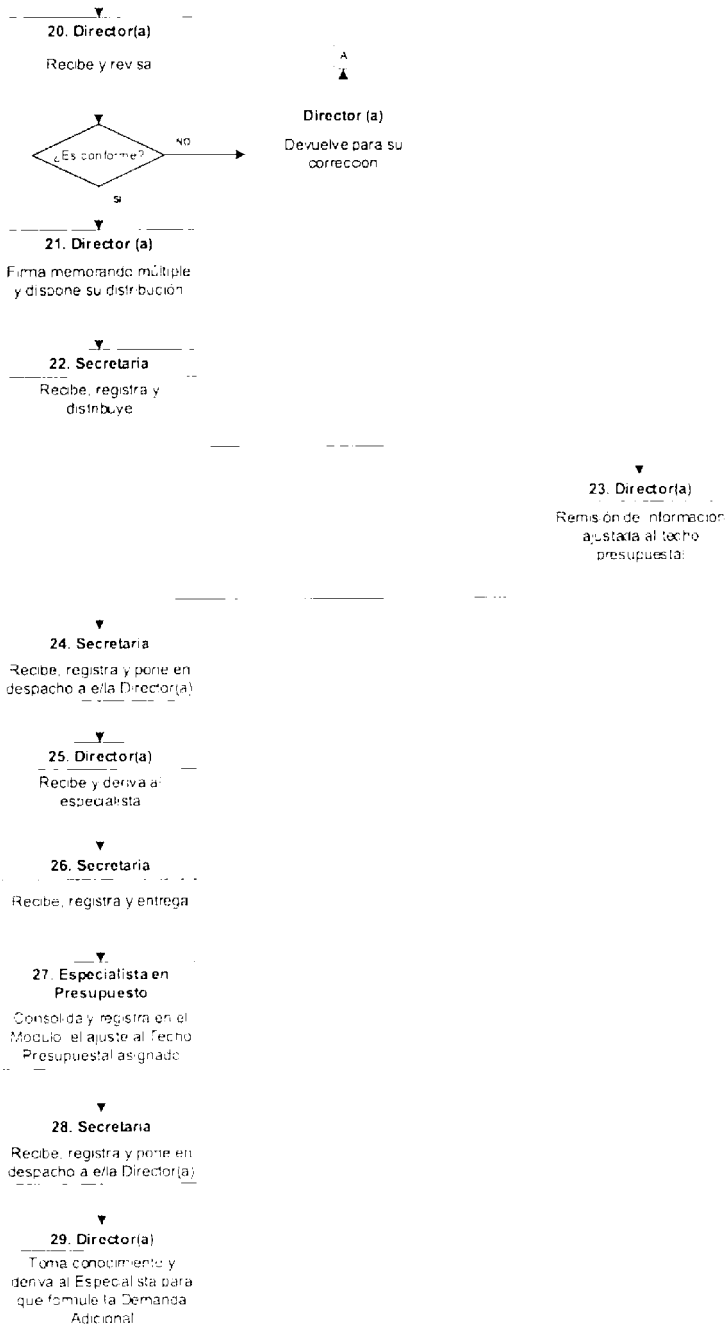 20. Director(a)
Recibe y revisa
A
Director (a)
Devuelve para su
corrección
¿Es conforme?
NO
SI
21. Director (a)
Firma memorando múltiple
y dispone su distribución
22. Secretaria
Recibe, registra y
distribuye
23. Director(a)
Remisión de Información
ajustada al techo
presupuestal
24. Secretaria
Recibe, registra y pone en
despacho a el/la Director(a)
25. Director(a)
Recibe y deriva al
especialista
26. Secretaria
Recibe, registra y entrega
27. Especialista en
Presupuesto
Consolida y registra en el
Modulo, el ajuste al Techo
Presupuestal asignado
28. Secretaria
Recibe, registra y pone en
despacho a el/la Director(a)
29. Director(a)
Toma conocimiento y
deriva al Especialista para
que formule la Demanda
Adicional